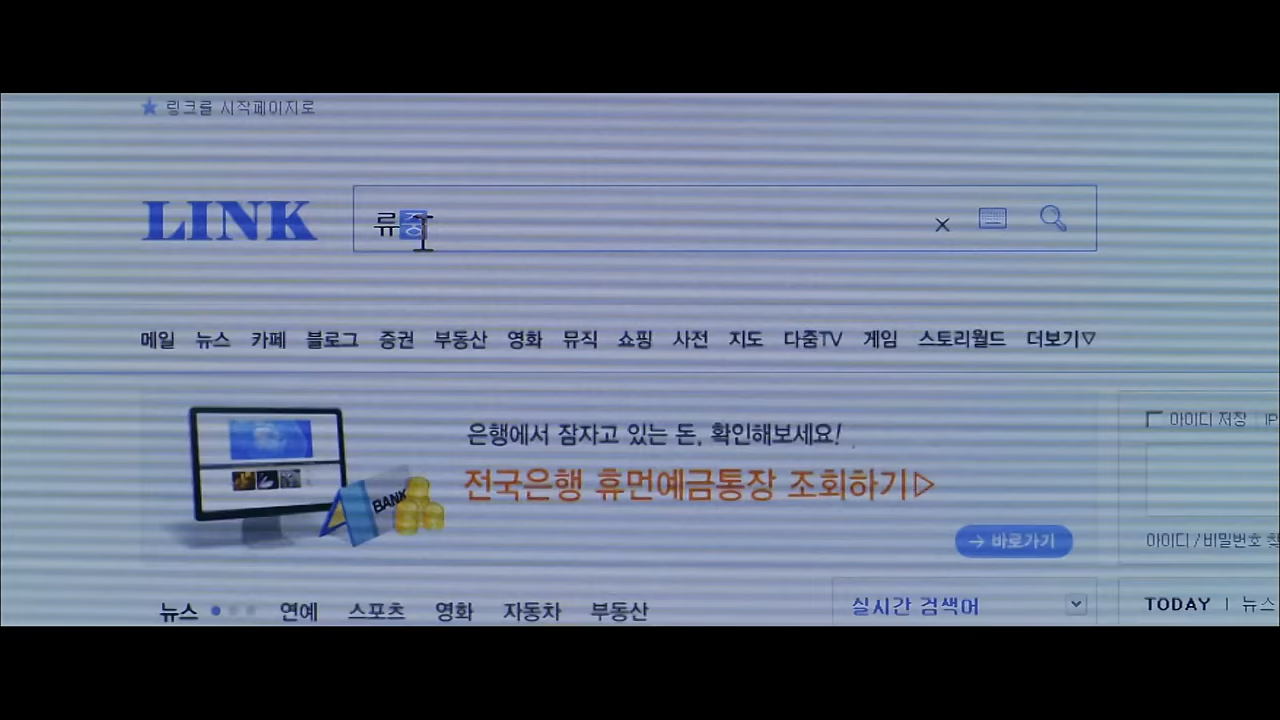 ★ 링크를 시작페이지로
LINK
류중
메일 뉴스 카페 블로그 증권 부동산 영화 뮤직 쇼핑 사전 지도 다줌TV 게임 스토리월드 더보기▽
은행에서 잠자고 있는 돈, 확인해보세요!
전국은행 휴먼예금통장 조회하기▷
BANK
→ 바로가기
아이디 저장 | IP
아이디 / 비밀번호
뉴스 연예 스포츠 영화 자동차 부동산
실시간 검색어
TODAY | 뉴스